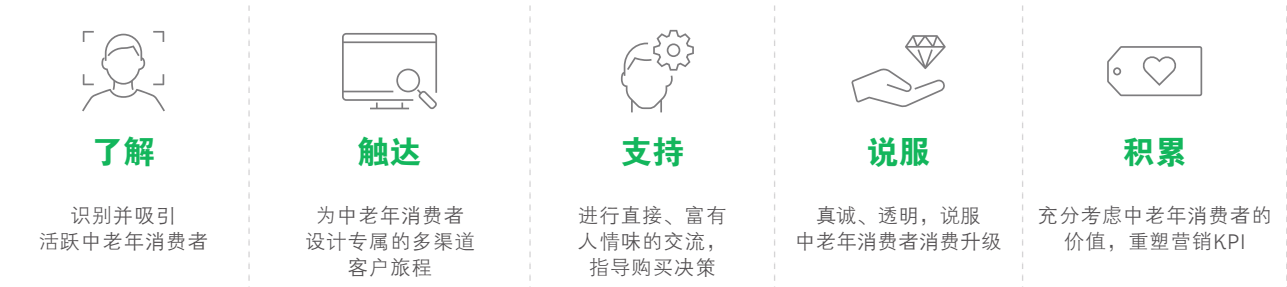 了解
识别并吸引
活跃中老年消费者
触达
为中老年消费者
设计专属的多渠道
客户旅程
支持
进行直接、富有
人情味的交流，
指导购买决策
说服
真诚、透明，说服
中老年消费者消费升级
积累
充分考虑中老年消费者的
价值，重塑营销KPI